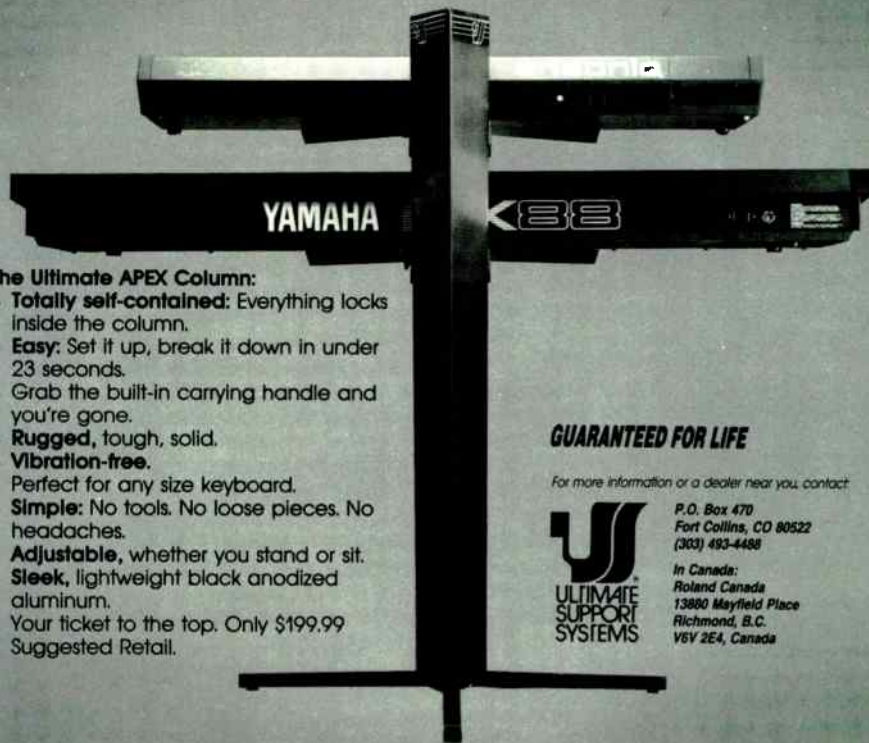 YAMAHA K88
he Ultimate APEX Column:
Totally self-contained: Everything locks
inside the column.
Easy: Set it up, break it down in under
23 seconds.
Grab the built-in carrying handle and
you're gone.
Rugged, tough, solid.
Vibration-free.
Perfect for any size keyboard.
Simple: No tools. No loose pieces. No
headaches.
Adjustable, whether you stand or sit.
Sleek, lightweight black anodized
aluminum.
Your ticket to the top. Only $199.99
Suggested Retail.
GUARANTEED FOR LIFE
For more information or a dealer near you, contact:
ULTIMATE
SUPPORT
SYSTEMS
®
P.O. Box 470
Fort Collins, CO 80522
(303) 493-4488
In Canada:
Roland Canada
13880 Mayfield Place
Richmond, B.C.
V6V 2E4, Canada